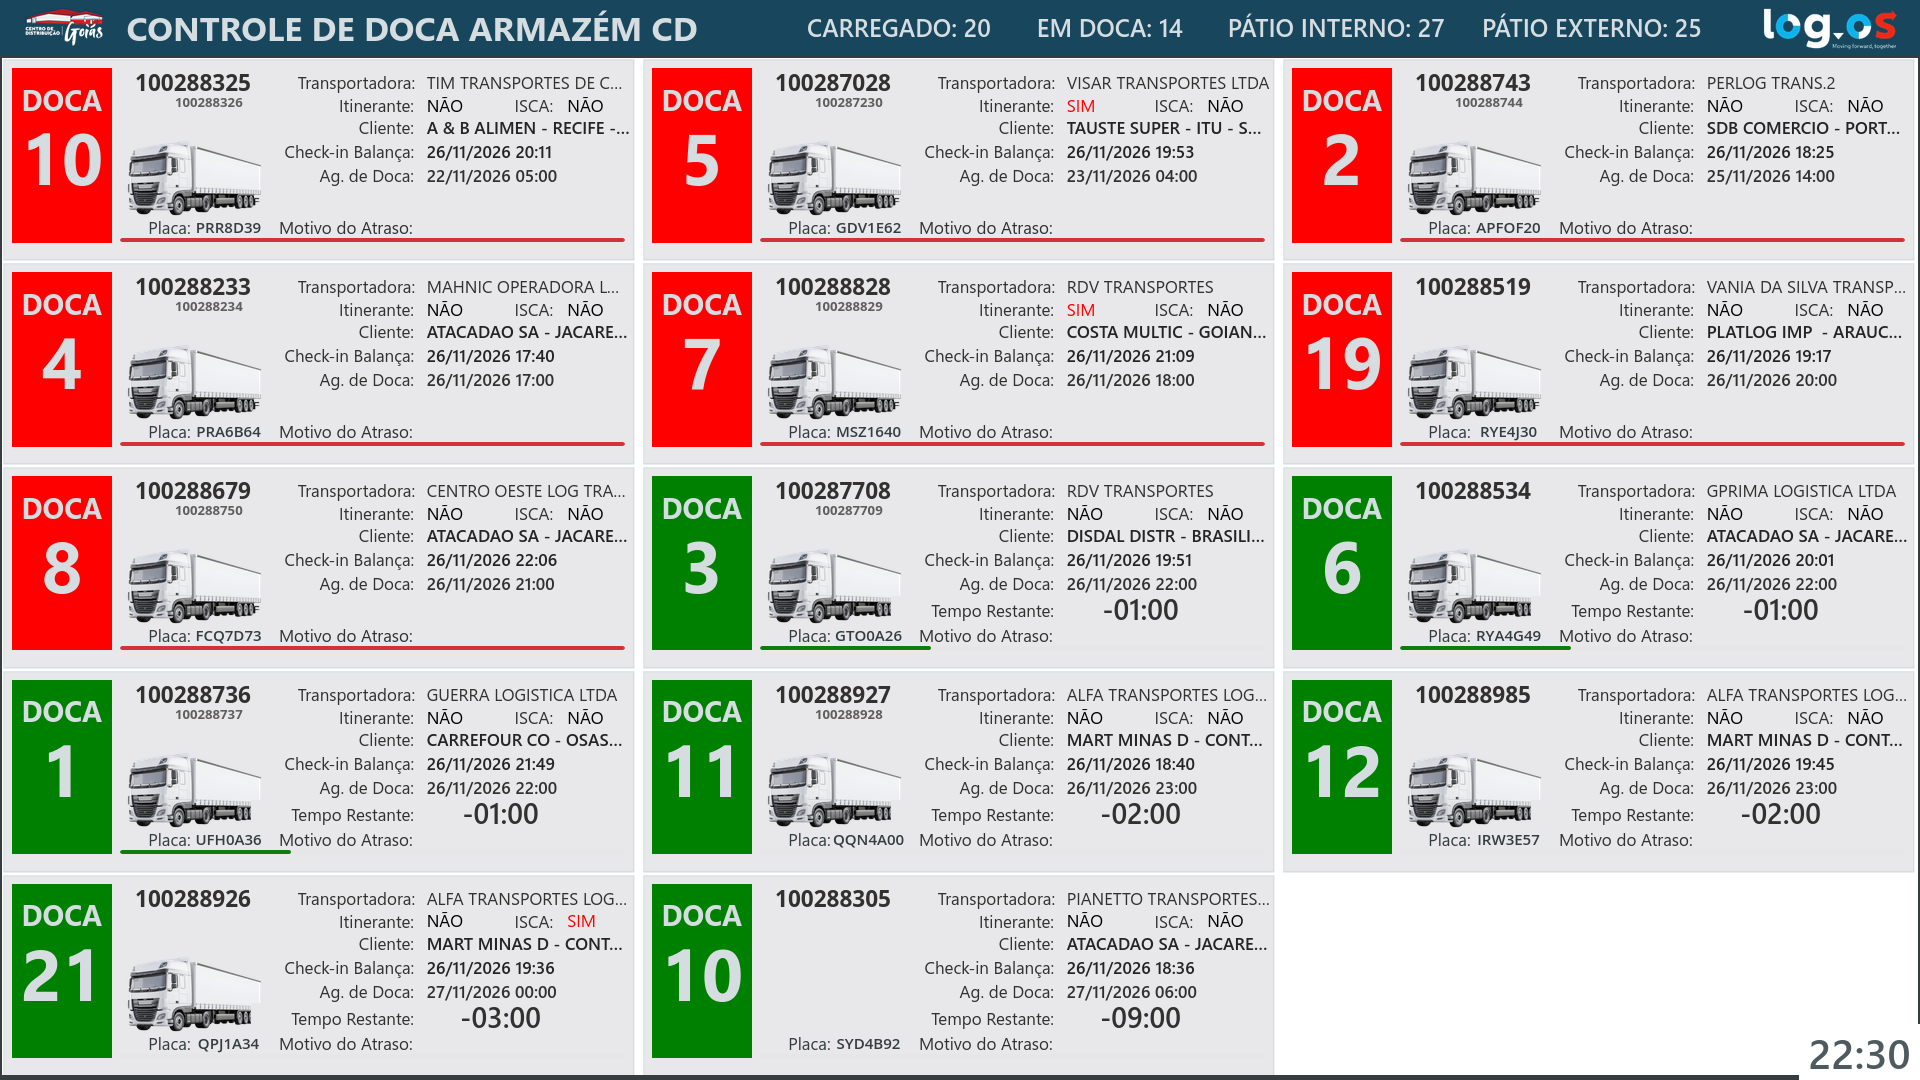 CENTRO DE DISTRIBUIÇÃO Goiás
CONTROLE DE DOCA ARMAZÉM CD
CARREGADO: 20 EM DOCA: 14 PÁTIO INTERNO: 27 PÁTIO EXTERNO: 25
log.os
Moving forward, together
DOCA
10
100288325
100288326
Transportadora: TIM TRANSPORTES DE C...
Itinerante: NÃO ISCA: NÃO
Cliente: A & B ALIMEN - RECIFE -...
Check-in Balança: 26/11/2026 20:11
Ag. de Doca: 22/11/2026 05:00
Placa: PRR8D39 Motivo do Atraso:
DOCA
5
100287028
100287230
Transportadora: VISAR TRANSPORTES LTDA
Itinerante: SIM ISCA: NÃO
Cliente: TAUSTE SUPER - ITU - S...
Check-in Balança: 26/11/2026 19:53
Ag. de Doca: 23/11/2026 04:00
Placa: GDV1E62 Motivo do Atraso:
DOCA
2
100288743
100288744
Transportadora: PERLOG TRANS.2
Itinerante: NÃO ISCA: NÃO
Cliente: SDB COMERCIO - PORT...
Check-in Balança: 26/11/2026 18:25
Ag. de Doca: 25/11/2026 14:00
Placa: APFOF20 Motivo do Atraso:
DOCA
4
100288233
100288234
Transportadora: MAHNIC OPERADORA L...
Itinerante: NÃO ISCA: NÃO
Cliente: ATACADAO SA - JACARE...
Check-in Balança: 26/11/2026 17:40
Ag. de Doca: 26/11/2026 17:00
Placa: PRA6B64 Motivo do Atraso:
DOCA
7
100288828
100288829
Transportadora: RDV TRANSPORTES
Itinerante: SIM ISCA: NÃO
Cliente: COSTA MULTIC - GOIAN...
Check-in Balança: 26/11/2026 21:09
Ag. de Doca: 26/11/2026 18:00
Placa: MSZ1640 Motivo do Atraso:
DOCA
19
100288519
Transportadora: VANIA DA SILVA TRANSP...
Itinerante: NÃO ISCA: NÃO
Cliente: PLATLOG IMP - ARAUC...
Check-in Balança: 26/11/2026 19:17
Ag. de Doca: 26/11/2026 20:00
Placa: RYE4J30 Motivo do Atraso:
DOCA
8
100288679
100288750
Transportadora: CENTRO OESTE LOG TRA...
Itinerante: NÃO ISCA: NÃO
Cliente: ATACADAO SA - JACARE...
Check-in Balança: 26/11/2026 22:06
Ag. de Doca: 26/11/2026 21:00
Placa: FCQ7D73 Motivo do Atraso:
DOCA
3
100287708
100287709
Transportadora: RDV TRANSPORTES
Itinerante: NÃO ISCA: NÃO
Cliente: DISDAL DISTR - BRASILI...
Check-in Balança: 26/11/2026 19:51
Ag. de Doca: 26/11/2026 22:00
Tempo Restante: -01:00
Placa: GTO0A26 Motivo do Atraso:
DOCA
6
100288534
Transportadora: GPRIMA LOGISTICA LTDA
Itinerante: NÃO ISCA: NÃO
Cliente: ATACADAO SA - JACARE...
Check-in Balança: 26/11/2026 20:01
Ag. de Doca: 26/11/2026 22:00
Tempo Restante: -01:00
Placa: RYA4G49 Motivo do Atraso:
DOCA
1
100288736
100288737
Transportadora: GUERRA LOGISTICA LTDA
Itinerante: NÃO ISCA: NÃO
Cliente: CARREFOUR CO - OSAS...
Check-in Balança: 26/11/2026 21:49
Ag. de Doca: 26/11/2026 22:00
Tempo Restante: -01:00
Placa: UFH0A36 Motivo do Atraso:
DOCA
11
100288927
100288928
Transportadora: ALFA TRANSPORTES LOG...
Itinerante: NÃO ISCA: NÃO
Cliente: MART MINAS D - CONT...
Check-in Balança: 26/11/2026 18:40
Ag. de Doca: 26/11/2026 23:00
Tempo Restante: -02:00
Placa: QQN4A00 Motivo do Atraso:
DOCA
12
100288985
Transportadora: ALFA TRANSPORTES LOG...
Itinerante: NÃO ISCA: NÃO
Cliente: MART MINAS D - CONT...
Check-in Balança: 26/11/2026 19:45
Ag. de Doca: 26/11/2026 23:00
Tempo Restante: -02:00
Placa: IRW3E57 Motivo do Atraso:
DOCA
21
100288926
Transportadora: ALFA TRANSPORTES LOG...
Itinerante: NÃO ISCA: SIM
Cliente: MART MINAS D - CONT...
Check-in Balança: 26/11/2026 19:36
Ag. de Doca: 27/11/2026 00:00
Tempo Restante: -03:00
Placa: QPJ1A34 Motivo do Atraso:
DOCA
10
100288305
Transportadora: PIANETTO TRANSPORTES...
Itinerante: NÃO ISCA: NÃO
Cliente: ATACADAO SA - JACARE...
Check-in Balança: 26/11/2026 18:36
Ag. de Doca: 27/11/2026 06:00
Tempo Restante: -09:00
Placa: SYD4B92 Motivo do Atraso:
22:30